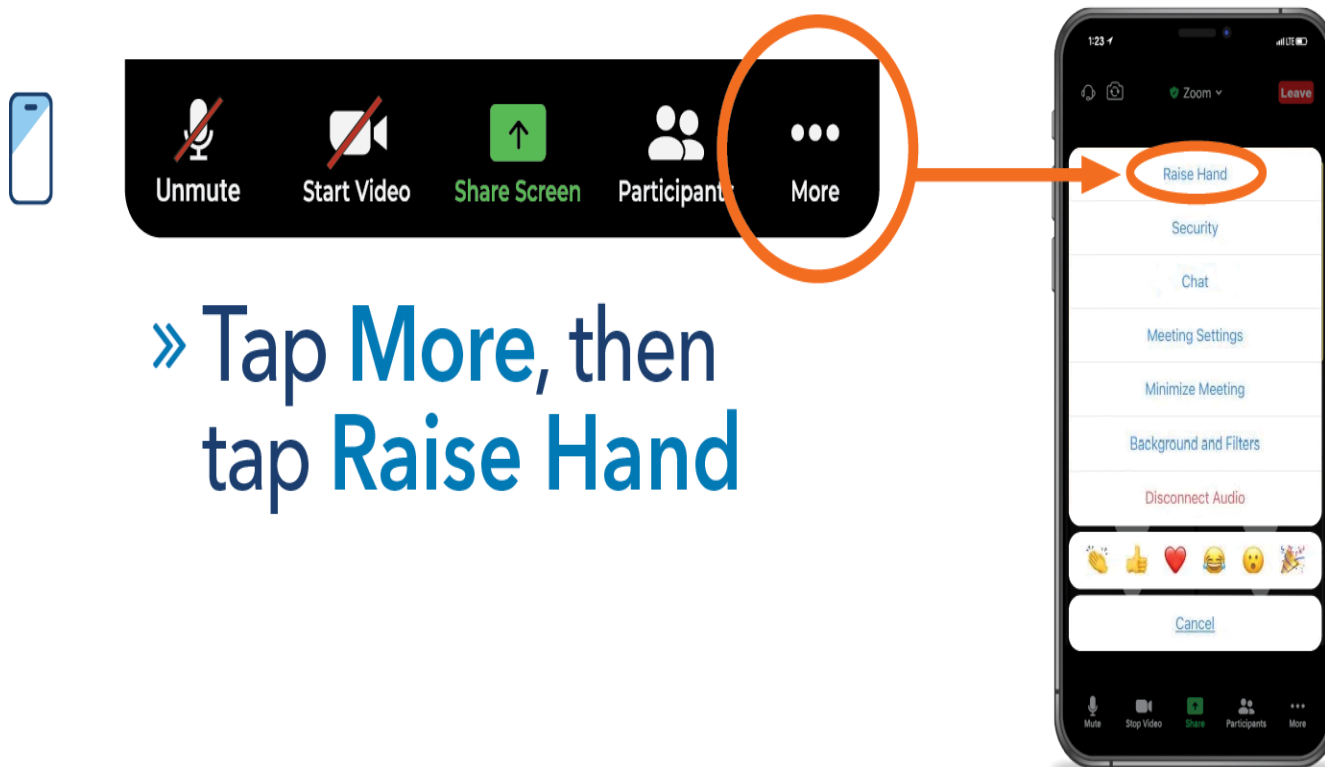 Unmute
Start Video
Share Screen
Participants
More
» Tap More, then
tap Raise Hand
1:23
LTE
Zoom
Leave
Raise Hand
Security
Chat
Meeting Settings
Minimize Meeting
Background and Filters
Disconnect Audio
Cancel
Mute
Stop Video
Share
Participants
More